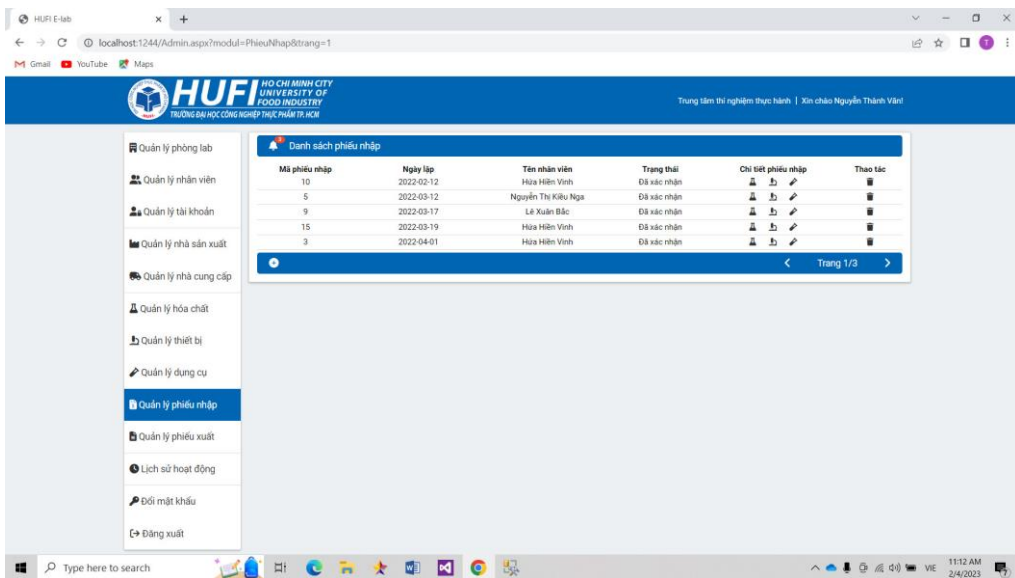 HUFI E-lab
localhost:1244/Admin.aspx?modul=PhieuNhap&trang=1
Gmail YouTube Maps
HUFI
HO CHI MINH CITY
UNIVERSITY OF
FOOD INDUSTRY
TRƯỜNG ĐẠI HỌC CÔNG NGHIỆP THỰC PHẨM TP. HCM
Trung tâm thí nghiệm thực hành | Xin chào Nguyễn Thành Văn!
Quản lý phòng lab
Quản lý nhân viên
Quản lý tài khoản
Quản lý nhà sản xuất
Quản lý nhà cung cấp
Quản lý hóa chất
Quản lý thiết bị
Quản lý dụng cụ
Quản lý phiếu nhập
Quản lý phiếu xuất
Lịch sử hoạt động
Đổi mật khẩu
Đăng xuất
Danh sách phiếu nhập
Mã phiếu nhập Ngày lập Tên nhân viên Trạng thái Chi tiết phiếu nhập Thao tác
10 2022-02-12 Hứa Hiền Vinh Đã xác nhận
5 2022-03-12 Nguyễn Thị Kiều Nga Đã xác nhận
9 2022-03-17 Lê Xuân Bắc Đã xác nhận
15 2022-03-19 Hứa Hiền Vinh Đã xác nhận
3 2022-04-01 Hứa Hiền Vinh Đã xác nhận
Trang 1/3
Type here to search
VIE
11:12 AM
2/4/2023